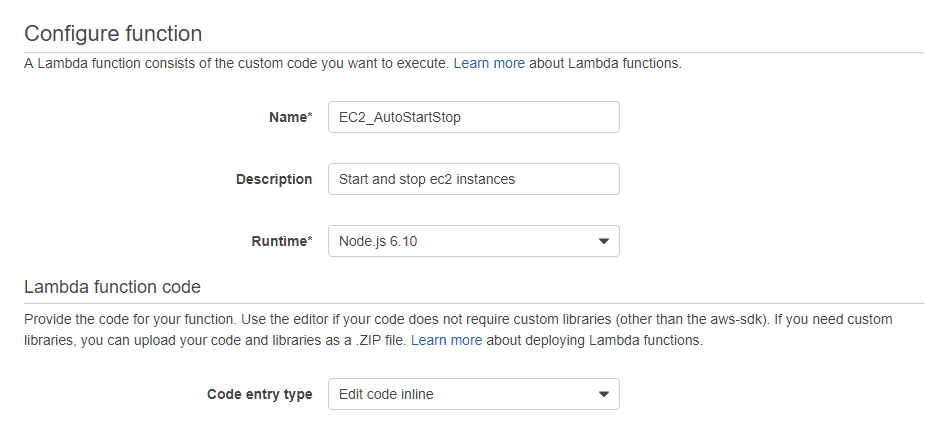 Configure function
A Lambda function consists of the custom code you want to execute. Learn more about Lambda functions.
Name* EC2_AutoStartStop
Description Start and stop ec2 instances
Runtime* Node.js 6.10
Lambda function code
Provide the code for your function. Use the editor if your code does not require custom libraries (other than the aws-sdk). If you need custom
libraries, you can upload your code and libraries as a .ZIP file. Learn more about deploying Lambda functions.
Code entry type Edit code inline